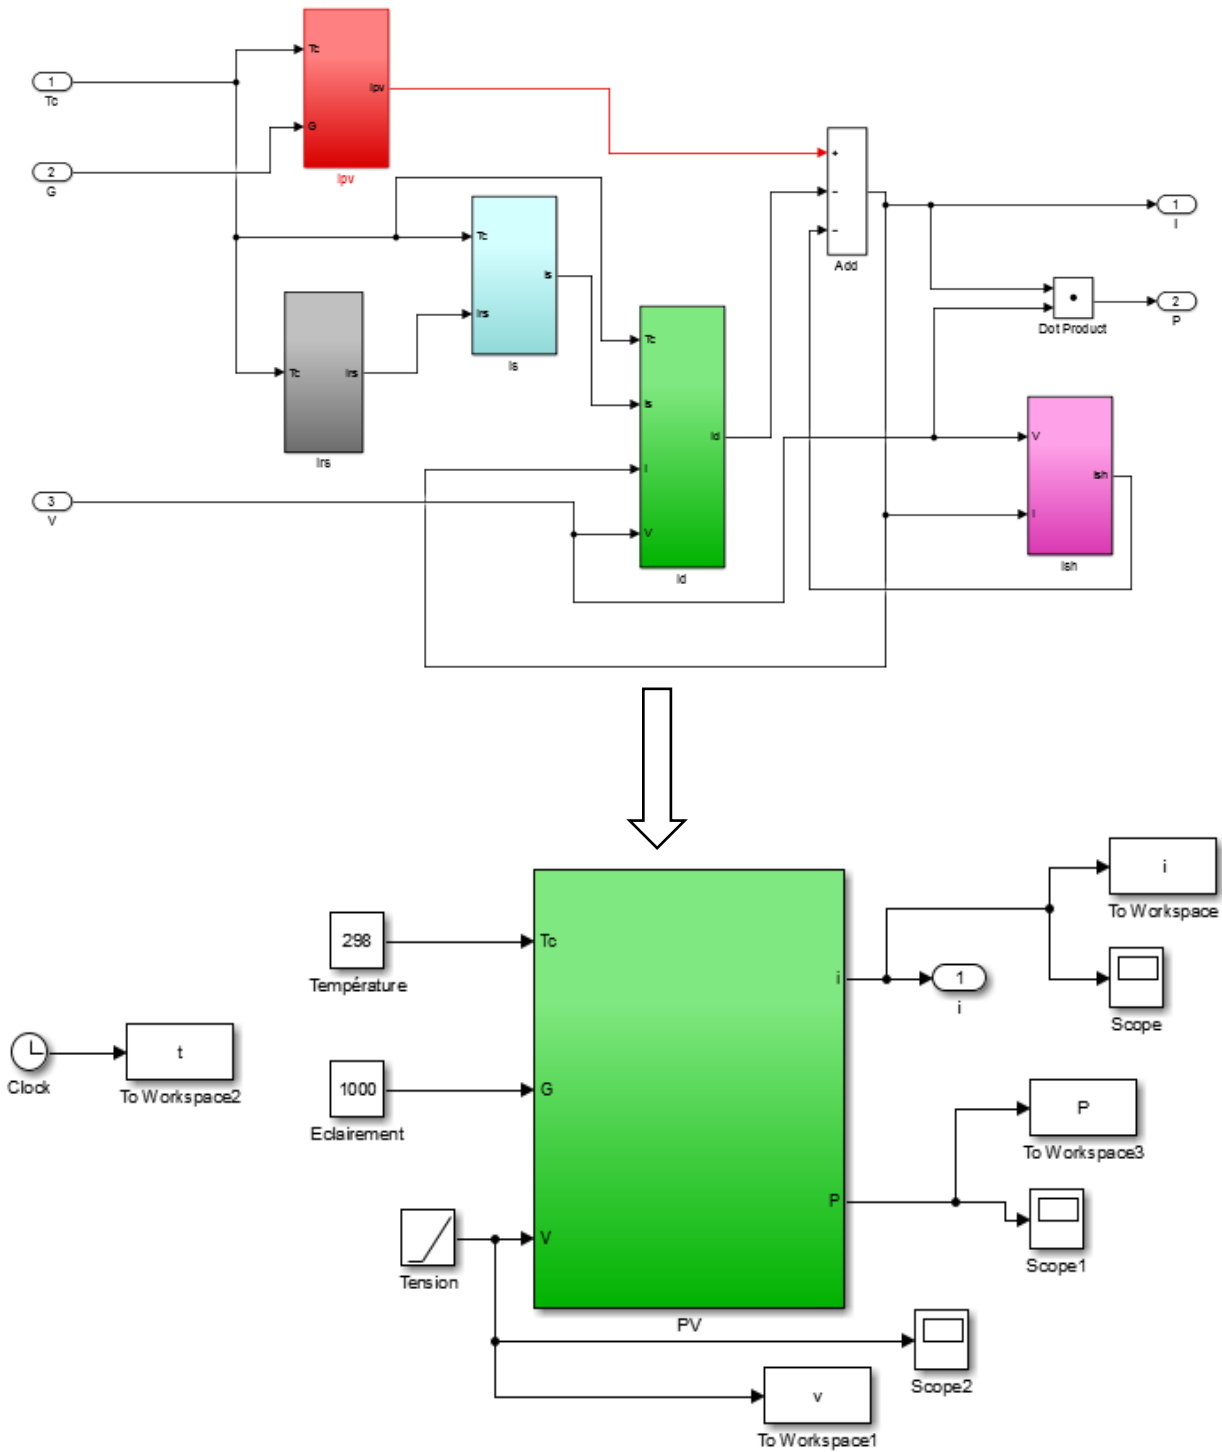 1
Tc
2
G
Tc
G
Ipv
Ipv
Tc
Irs
Is
Is
Tc
Irs
Irs
3
V
Tc
Is
I
V
Id
Id
+
−
−
Add
1
I
Dot Product
2
P
V
I
Ish
Ish
298
Température
1000
Eclairement
Tension
Clock
t
To Workspace2
Tc
G
V
i
P
PV
1
i
i
To Workspace
Scope
P
To Workspace3
Scope1
Scope2
v
To Workspace1